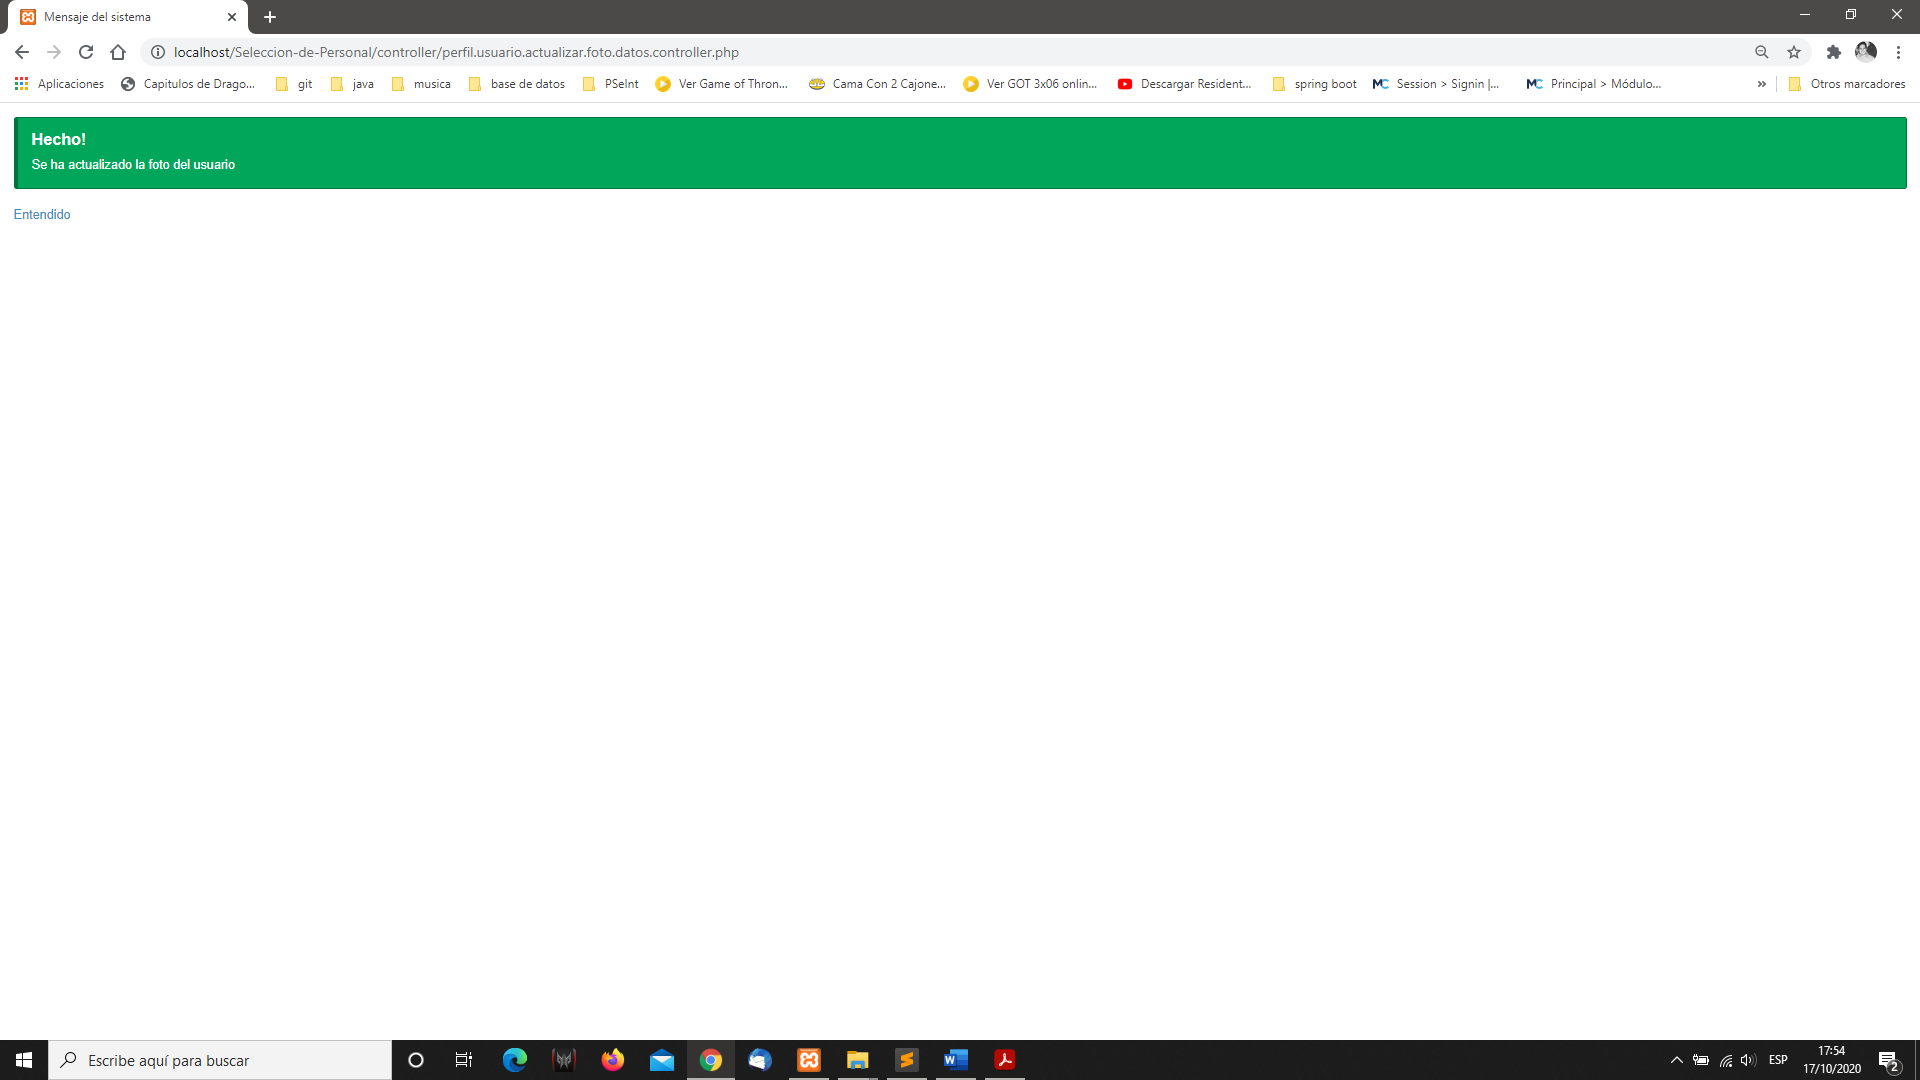 Mensaje del sistema
localhost/Seleccion-de-Personal/controller/perfil.usuario.actualizar.foto.datos.controller.php
Aplicaciones Capitulos de Drago... git java musica base de datos PSeInt Ver Game of Thron... Cama Con 2 Cajone... Ver GOT 3x06 onlin... Descargar Resident... spring boot MC Session > Signin |... MC Principal > Módulo... » Otros marcadores
Hecho!
Se ha actualizado la foto del usuario
Entendido
Escribe aquí para buscar
ESP
17:54
17/10/2020
2